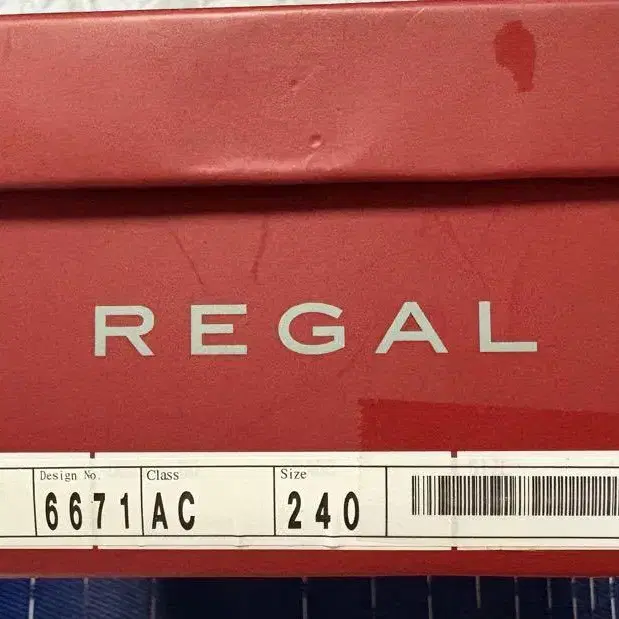 REGAL
Design No. Class Size
6671 AC 240